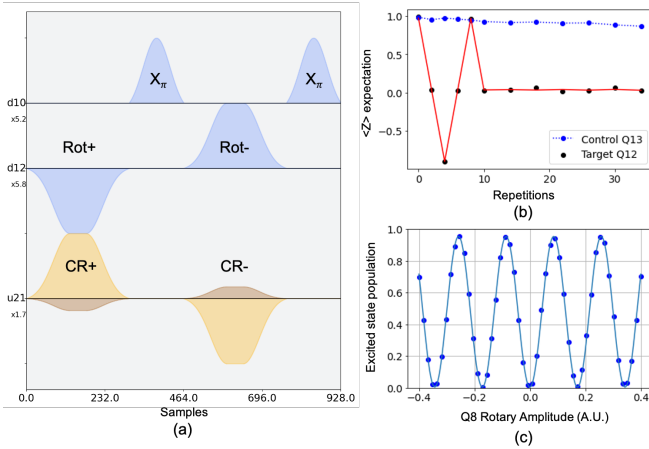 X𝜋
X𝜋
d10
x5.2
Rot+
Rot-
d12
x5.8
CR+
CR-
u21
x1.7
0.0
232.0
464.0
696.0
928.0
Samples
(a)
1.0
0.5
0.0
−0.5
<Z> expectation
Control Q13
Target Q12
0
10
20
30
Repetitions
(b)
1.0
0.8
0.6
0.4
0.2
0.0
Excited state population
−0.4
−0.2
0.0
0.2
0.4
Q8 Rotary Amplitude (A.U.)
(c)